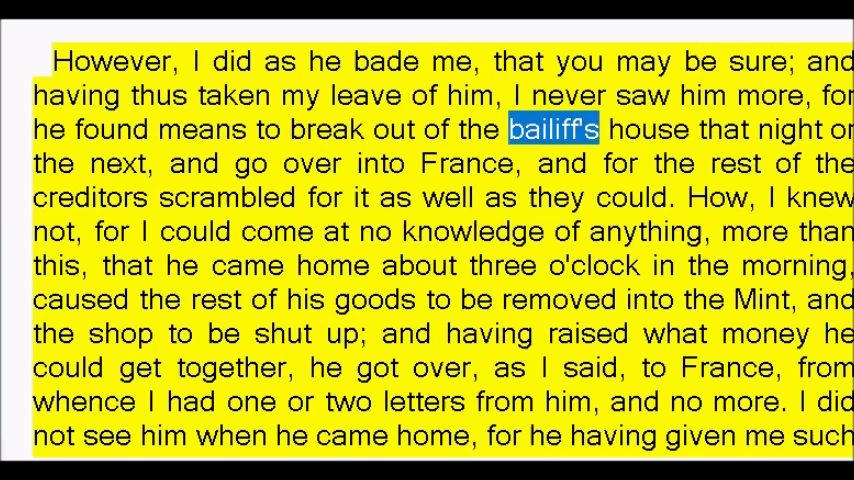 However, I did as he bade me, that you may be sure; and
having thus taken my leave of him, I never saw him more, for
he found means to break out of the bailiff's house that night or
the next, and go over into France, and for the rest of the
creditors scrambled for it as well as they could. How, I knew
not, for I could come at no knowledge of anything, more than
this, that he came home about three o'clock in the morning,
caused the rest of his goods to be removed into the Mint, and
the shop to be shut up; and having raised what money he
could get together, he got over, as I said, to France, from
whence I had one or two letters from him, and no more. I did
not see him when he came home, for he having given me such